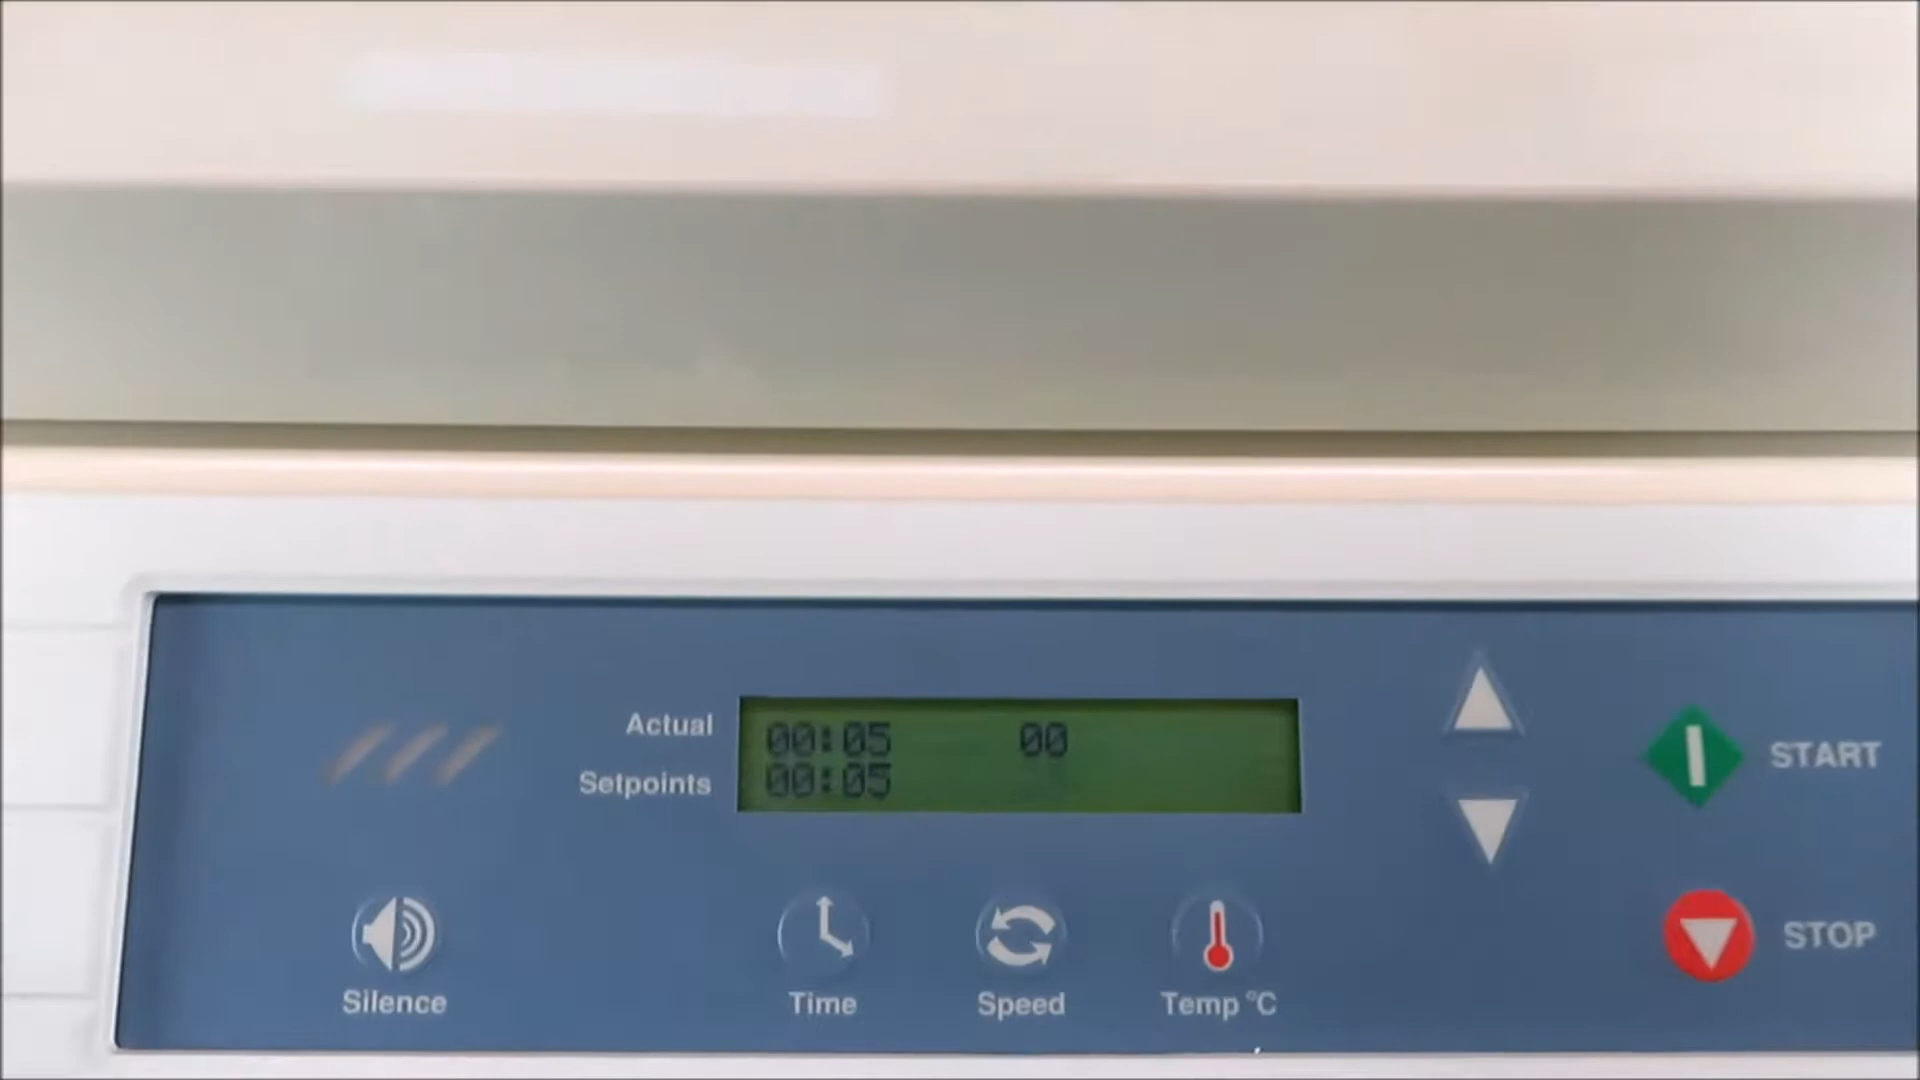 Actual 00:05 00
Setpoints 00:05
START
STOP
Silence Time Speed Temp °C